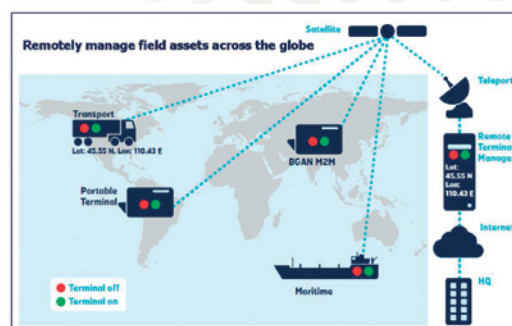 Satellite
Remotely manage field assets across the globe
Teleport
Transport
Lat: 45.55 N, Lon: 110.43 E
BGAN M2M
Remote
Terminal
Manager
Lat:
45.55 N
Lon:
110.43 E
Portable
Terminal
Internet
Terminal off
Terminal on
Maritime
HQ